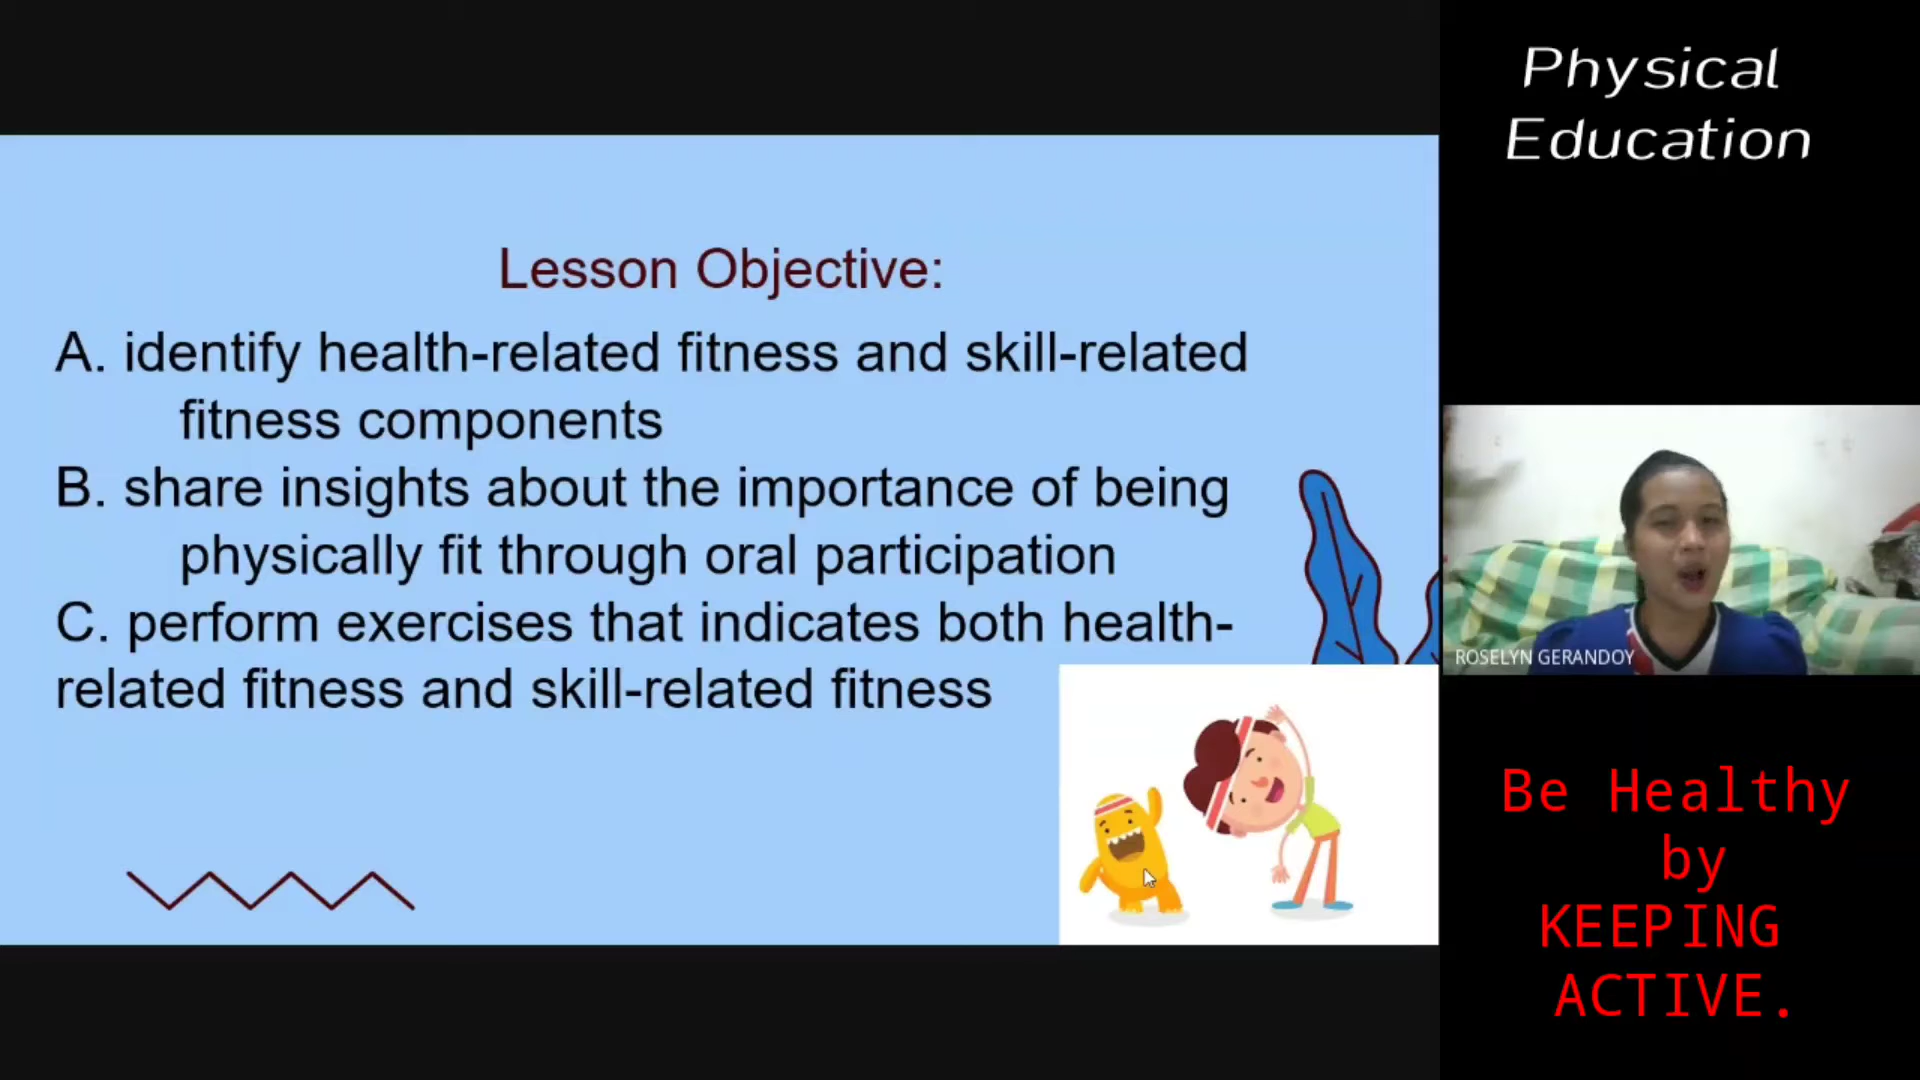 Physical
Education
Lesson Objective:
A. identify health-related fitness and skill-related
fitness components
B. share insights about the importance of being
physically fit through oral participation
C. perform exercises that indicates both health-
related fitness and skill-related fitness
ROSELYN GERANDOY
Be Healthy
by
KEEPING
ACTIVE.